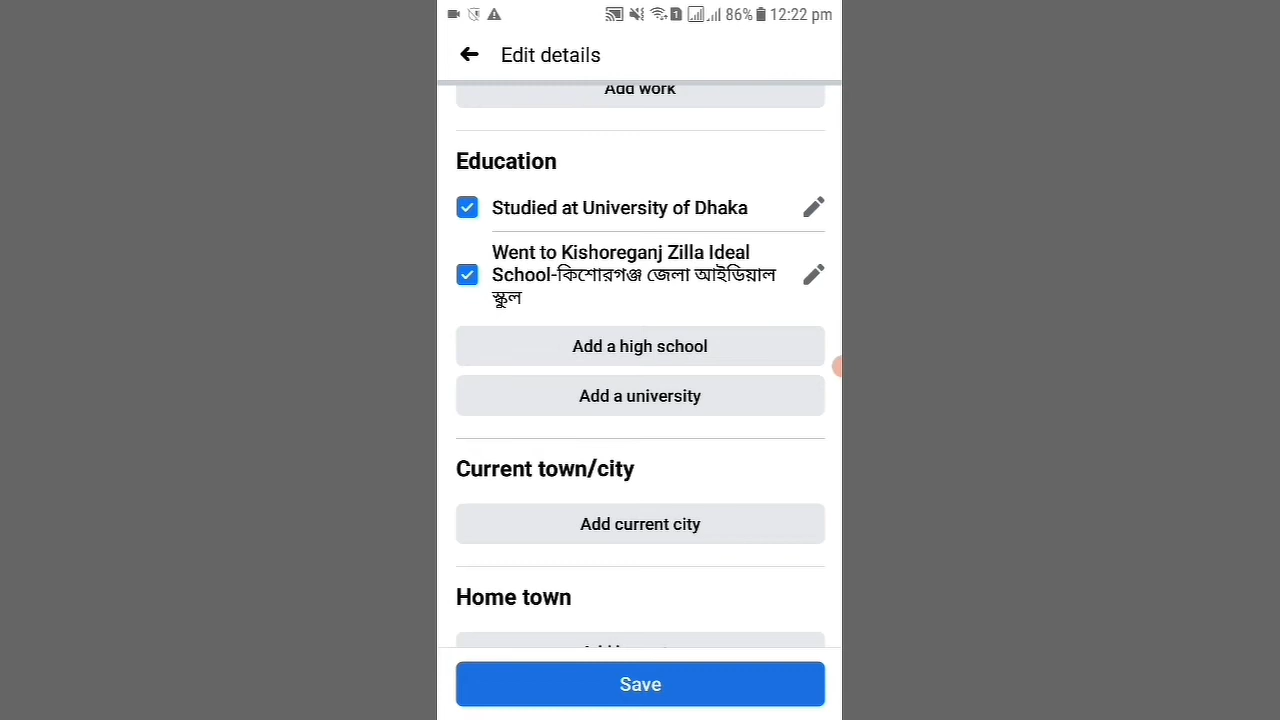 86% 12:22 pm
Edit details
Add work
Education
Studied at University of Dhaka
Went to Kishoreganj Zilla Ideal
School-কিশোরগঞ্জ জেলা আইডিয়াল
স্কুল
Add a high school
Add a university
Current town/city
Add current city
Home town
Save